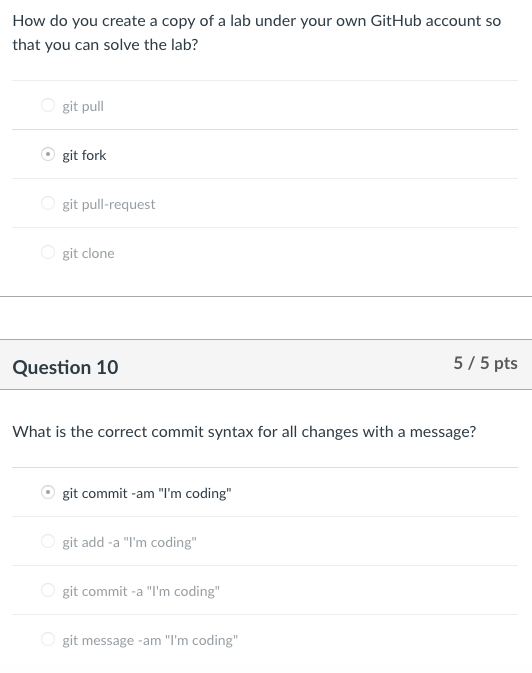 How do you create a copy of a lab under your own GitHub account so
that you can solve the lab?
git pull
git fork
git pull-request
git clone
Question 10
5 / 5 pts
What is the correct commit syntax for all changes with a message?
git commit -am "I'm coding"
git add -a "I'm coding"
git commit -a "I'm coding"
git message -am "I'm coding"